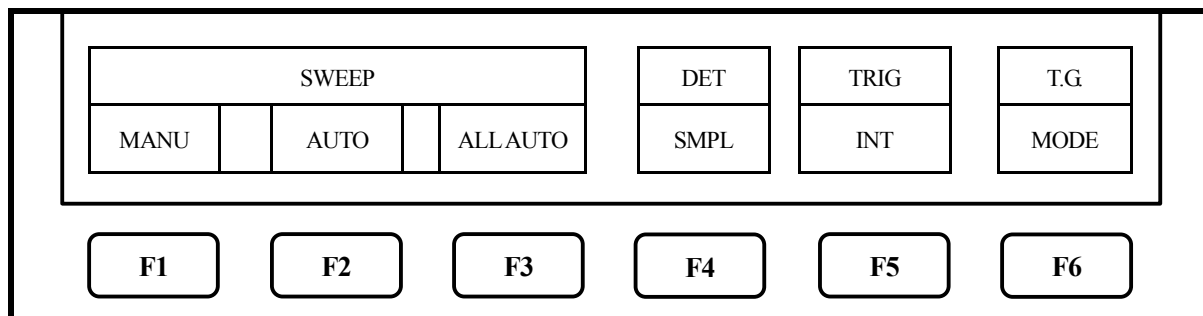 SWEEP DET TRIG T.G.
MANU AUTO ALL AUTO SMPL INT MODE
F1 F2 F3 F4 F5 F6